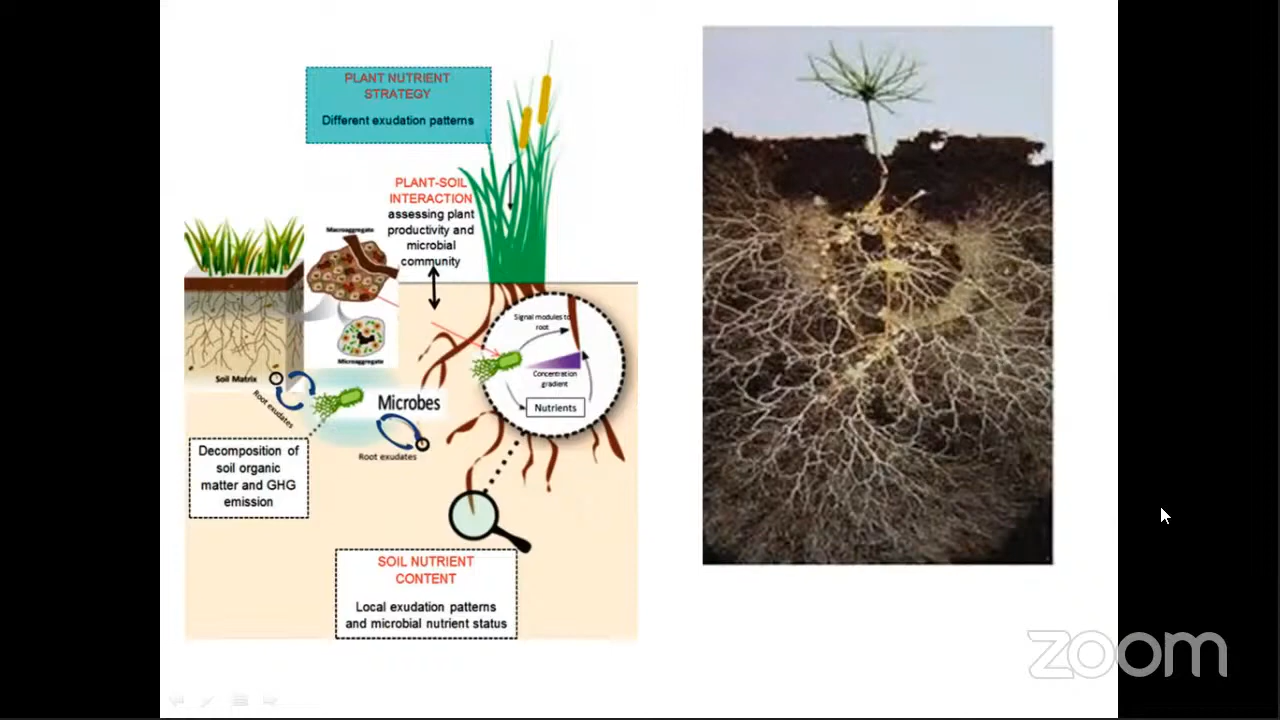 PLANT NUTRIENT
STRATEGY
Different exudation patterns
PLANT-SOIL
INTERACTION
assessing plant
productivity and
microbial
community
Macroaggregate
Microaggregate
Soil Matrix
Root exudates
Microbes
Root exudates
Signal modules to
root
Concentration
gradient
Nutrients
Decomposition of
soil organic
matter and GHG
emission
SOIL NUTRIENT
CONTENT
Local exudation patterns
and microbial nutrient status
zoom